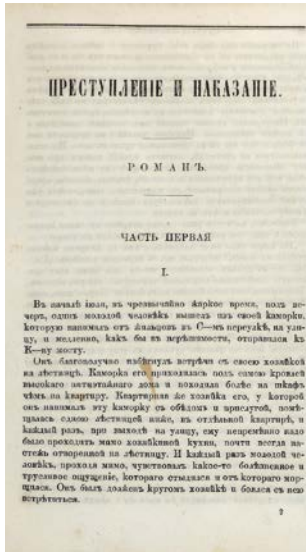 ПРЕСТУПЛЕНІЕ И НАКАЗАНІЕ.
РОМАНЪ.
ЧАСТЬ ПЕРВАЯ
I.
Въ началѣ іюля, въ чрезвычайно жаркое время, подъ ве-
черъ, одинъ молодой человѣкъ вышелъ изъ своей каморки,
которую нанималъ отъ жильцовъ въ С—мъ переулкѣ, на ули-
цу, и медленно, какъ бы въ нерѣшимости, отправился къ
К—ну мосту.
Онъ благополучно избѣгнулъ встрѣчи съ своею хозяйкой
на лѣстницѣ. Каморка его приходилась подъ самою кровлей
высокаго пятиэтажнаго дома и походила болѣе на шкафъ
чѣмъ на квартиру. Квартирная же хозяйка его, у которой
онъ нанималъ эту каморку съ обѣдомъ и прислугой, помѣ-
щалась одною лѣстницей ниже, въ отдѣльной квартирѣ, и
каждый разъ, при выходѣ на улицу, ему непремѣнно надо
было проходить мимо хозяйкиной кухни, почти всегда на-
стежь отворенной на лѣстницу. И каждый разъ молодой че-
ловѣкъ, проходя мимо, чувствовалъ какое-то болѣзненное и
трусливое ощущеніе, котораго стыдился и отъ котораго мор-
щился. Онъ былъ долженъ кругомъ хозяйкѣ и боялся съ нею
встрѣтиться.